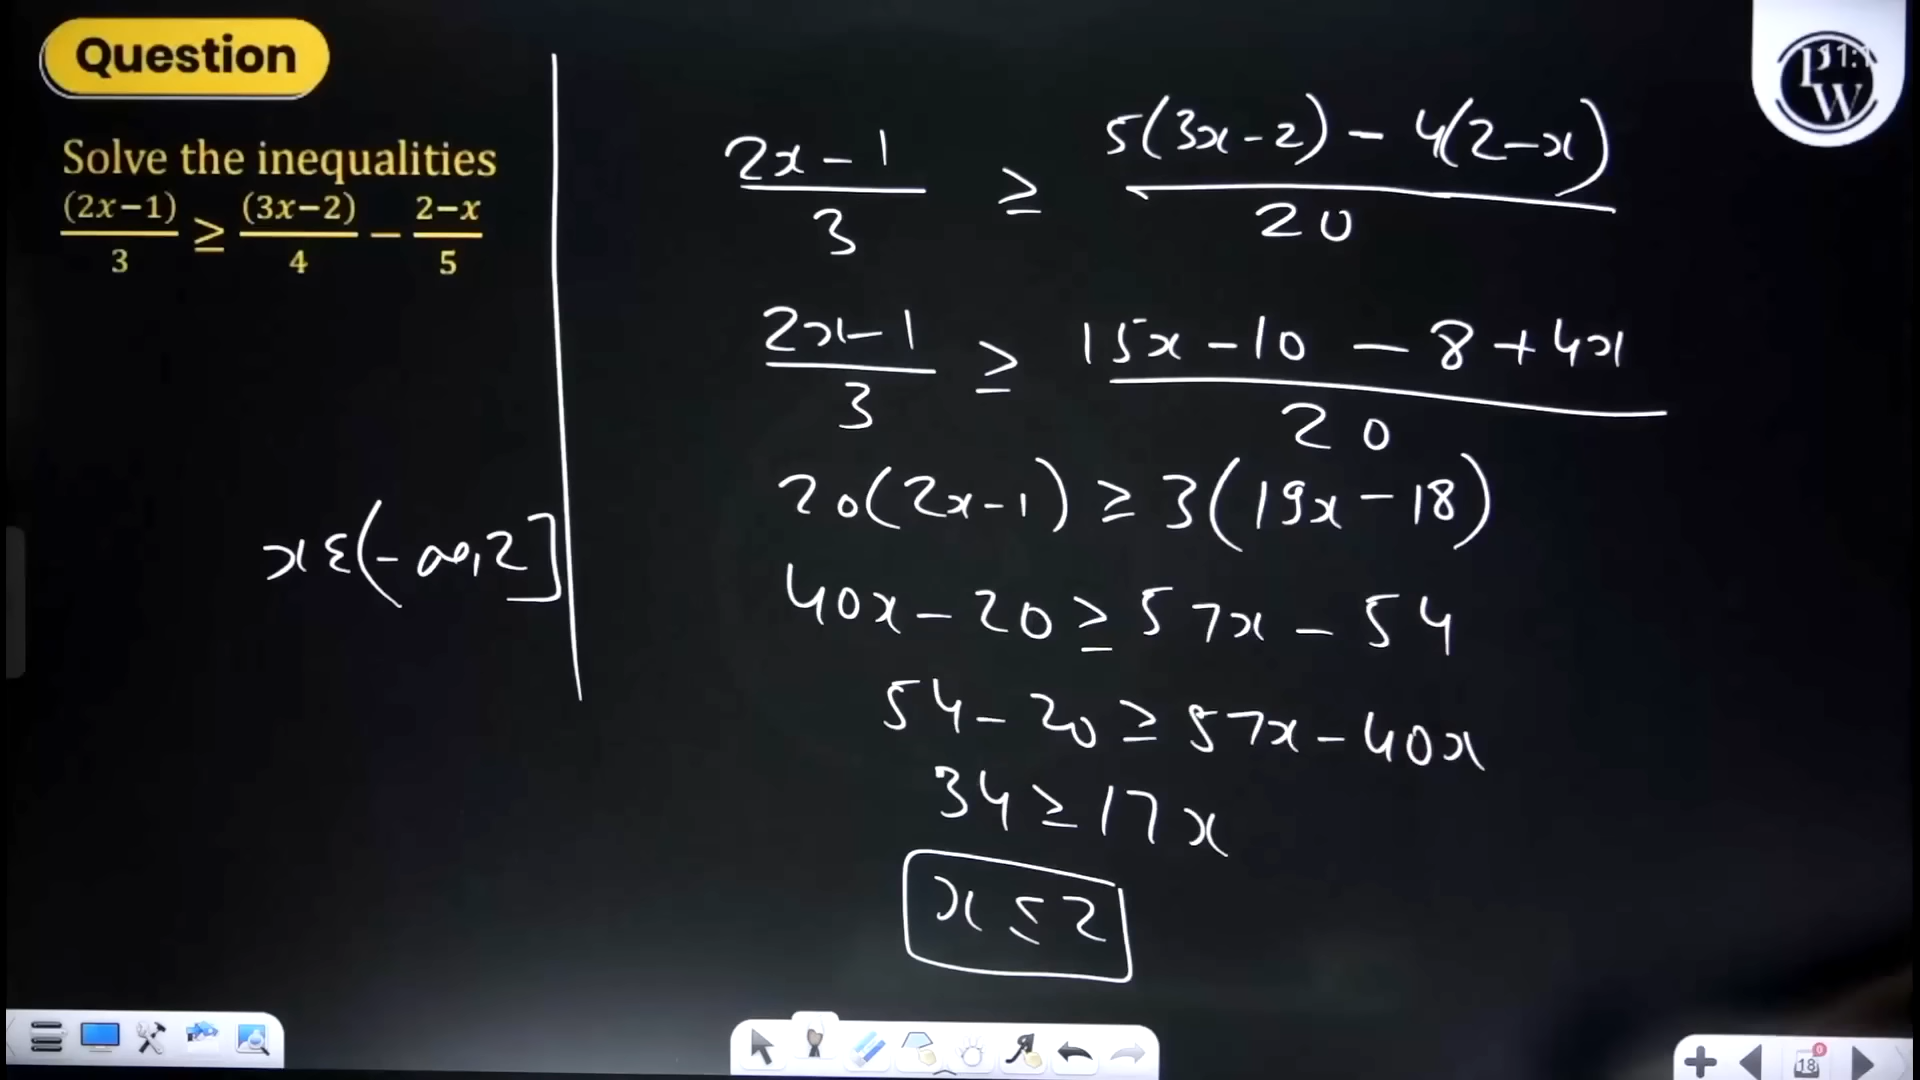 Question
Solve the inequalities
(2x−1)/3 ≥ (3x−2)/4 − 2−x/5
x ε (-∞, 2]
2x-1/3 ≥ 5(3x-2) - 4(2-x)/20
2x-1/3 ≥ 15x-10-8+4x/20
20(2x-1) ≥ 3(19x-18)
40x-20 ≥ 57x-54
54-20 ≥ 57x-40x
34 ≥ 17x
x ≤ 2
PW
18